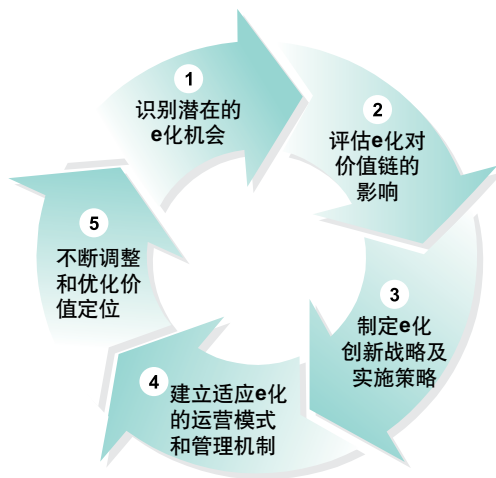 1
识别潜在的
e化机会
2
评估e化对
价值链的
影响
3
制定e化
创新战略及
实施策略
4
建立适应e化
的运营模式
和管理机制
5
不断调整
和优化价
值定位